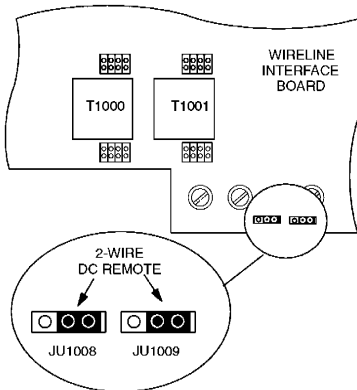 WIRELINE
INTERFACE
BOARD
T1000
T1001
2-WIRE
DC REMOTE
JU1008
JU1009